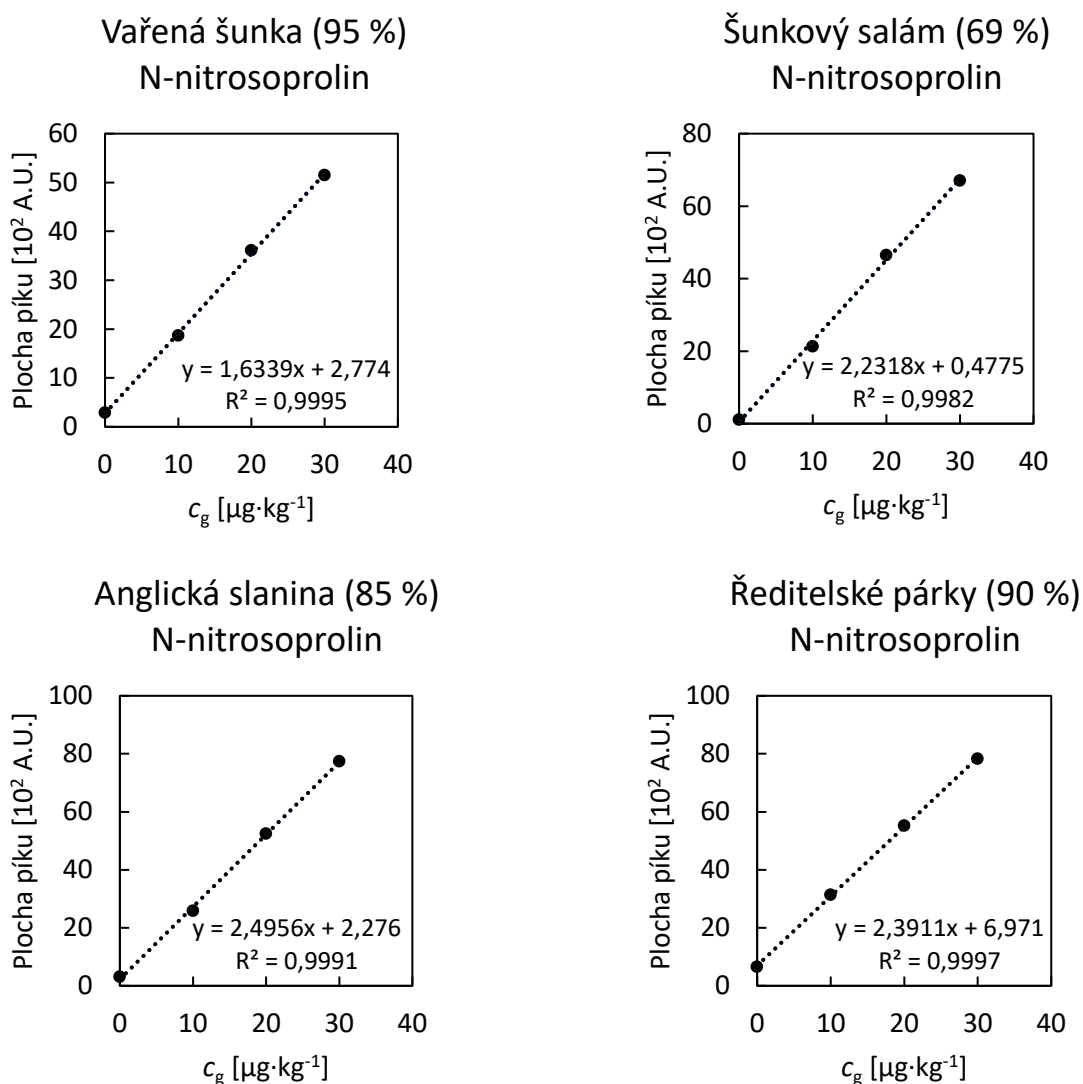 Vařená šunka (95 %)
N-nitrosoprolin
Plocha píku [10² A.U.]
60
50
40
30
20
10
0
y = 1,6339x + 2,774
R² = 0,9995
0 10 20 30 40
c_g [µg·kg⁻¹]
Šunkový salám (69 %)
N-nitrosoprolin
Plocha píku [10² A.U.]
80
60
40
20
0
y = 2,2318x + 0,4775
R² = 0,9982
0 10 20 30 40
c_g [µg·kg⁻¹]
Anglická slanina (85 %)
N-nitrosoprolin
Plocha píku [10² A.U.]
100
80
60
40
20
0
y = 2,4956x + 2,276
R² = 0,9991
0 10 20 30 40
c_g [µg·kg⁻¹]
Ředitelské párky (90 %)
N-nitrosoprolin
Plocha píku [10² A.U.]
100
80
60
40
20
0
y = 2,3911x + 6,971
R² = 0,9997
0 10 20 30 40
c_g [µg·kg⁻¹]